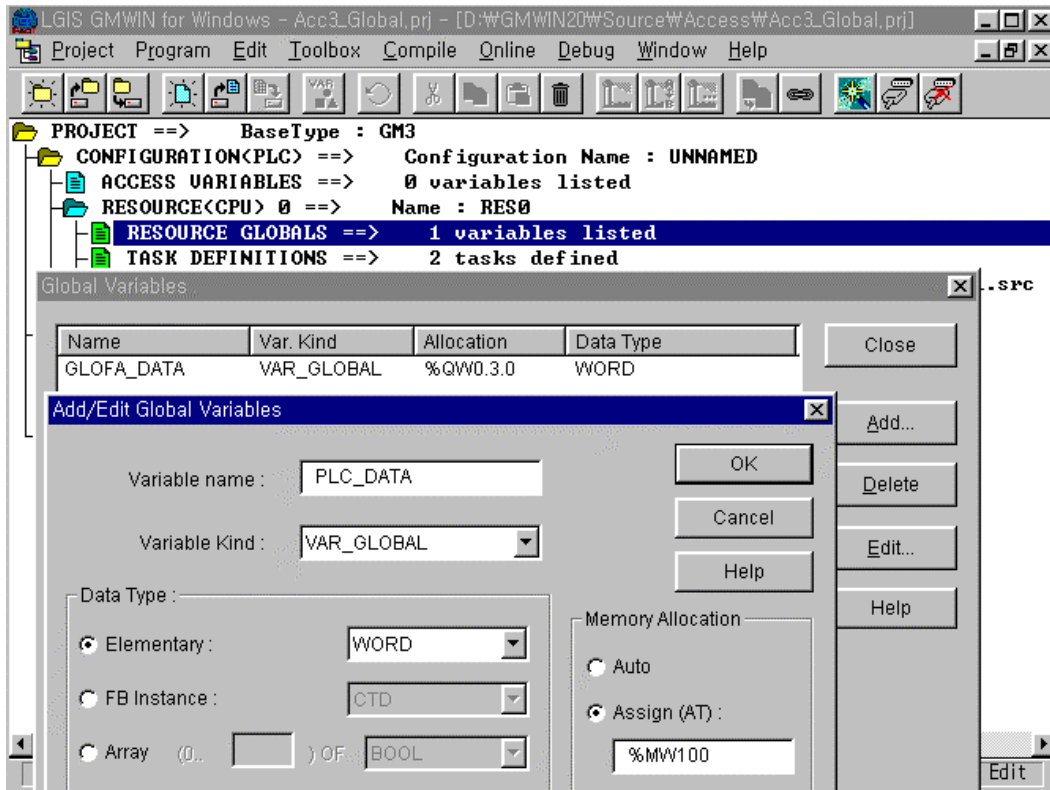 LGIS GMWIN for Windows - Acc3_Global,prj - [D:₩GMWIN20₩Source₩Access₩Acc3_Global,prj]
Project Program Edit Toolbox Compile Online Debug Window Help
VAR
PROJECT ==> BaseType : GM3
CONFIGURATION(PLC) ==> Configuration Name : UNNAMED
ACCESS VARIABLES ==> 0 variables listed
RESOURCE(CPU) 0 ==> Name : RES0
RESOURCE GLOBALS ==> 1 variables listed
TASK DEFINITIONS ==> 2 tasks defined
.src
Global Variables
Name Var. Kind Allocation Data Type
GLOFA_DATA VAR_GLOBAL %QW0.3.0 WORD
Close
Add...
Delete
Edit...
Help
Add/Edit Global Variables
Variable name : PLC_DATA
Variable Kind : VAR_GLOBAL
OK
Cancel
Help
Data Type :
Elementary : WORD
FB Instance : CTD
Array (0.. ) OF BOOL
Memory Allocation
Auto
Assign (AT) :
%MW100
Edit